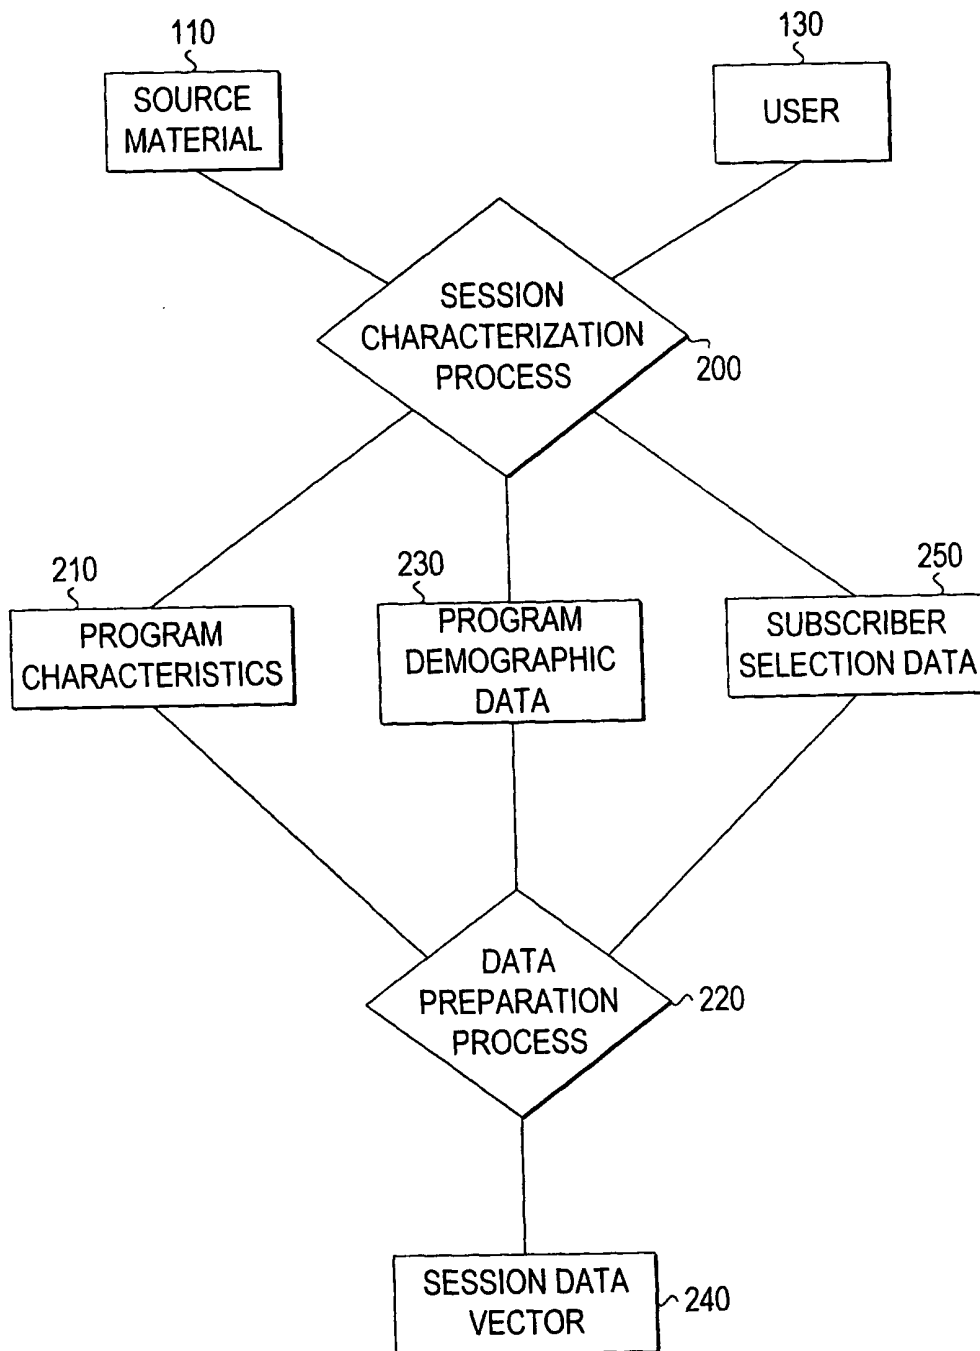 110
130
SOURCE
MATERIAL
USER
SESSION
CHARACTERIZATION
PROCESS
200
210
230
250
PROGRAM
CHARACTERISTICS
PROGRAM
DEMOGRAPHIC
DATA
SUBSCRIBER
SELECTION DATA
DATA
PREPARATION
PROCESS
220
SESSION DATA
VECTOR
240